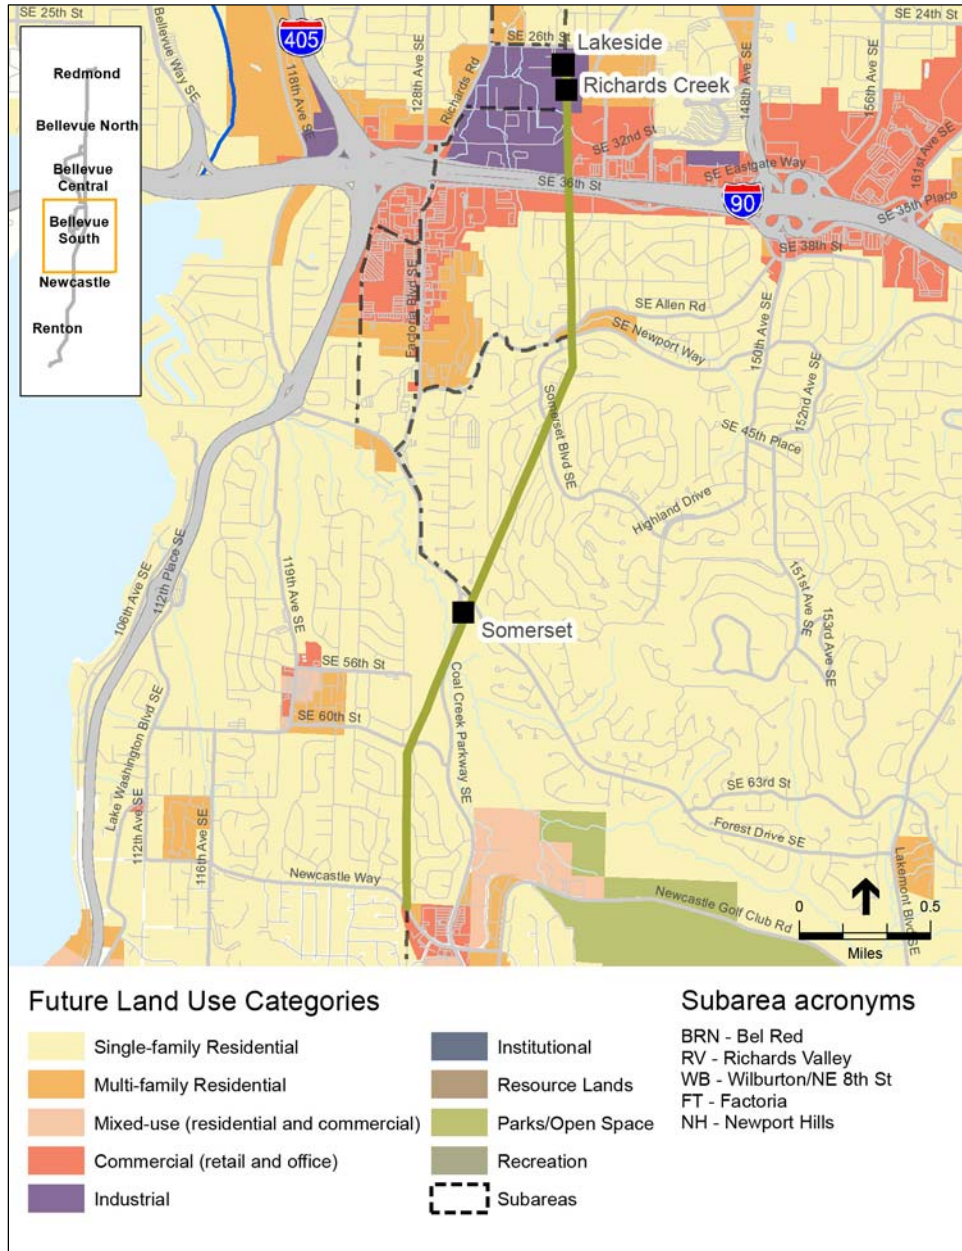 SE 25th St
Bellevue Way SE
405
118th Ave SE
128th Ave SE
Richards Rd
SE 26th St
Lakeside
Richards Creek
148th Ave SE
156th Ave SE
SE 24th St
161st Ave SE
SE 32nd St
SE Eastgate Way
SE 36th St
90
SE 35th Place
SE 38th St
Redmond
Bellevue North
Bellevue
Central
Bellevue
South
Newcastle
Renton
Factoria Blvd SE
SE Allen Rd
SE Newport Way
150th Ave SE
152nd Ave SE
Somerset Blvd SE
SE 45th Place
Highland Drive
151st Ave SE
153rd Ave SE
106th Ave SE
112th Place SE
119th Ave SE
Somerset
SE 56th St
SE 60th St
Coal Creek Parkway SE
Lake Washington Blvd SE
112th Ave SE
116th Ave SE
Newcastle Way
SE 63rd St
Forest Drive SE
Lakemont Blvd SE
Newcastle Golf Club Rd
0 0.5
Miles
Future Land Use Categories
Single-family Residential
Multi-family Residential
Mixed-use (residential and commercial)
Commercial (retail and office)
Industrial
Institutional
Resource Lands
Parks/Open Space
Recreation
Subareas
Subarea acronyms
BRN - Bel Red
RV - Richards Valley
WB - Wilburton/NE 8th St
FT - Factoria
NH - Newport Hills